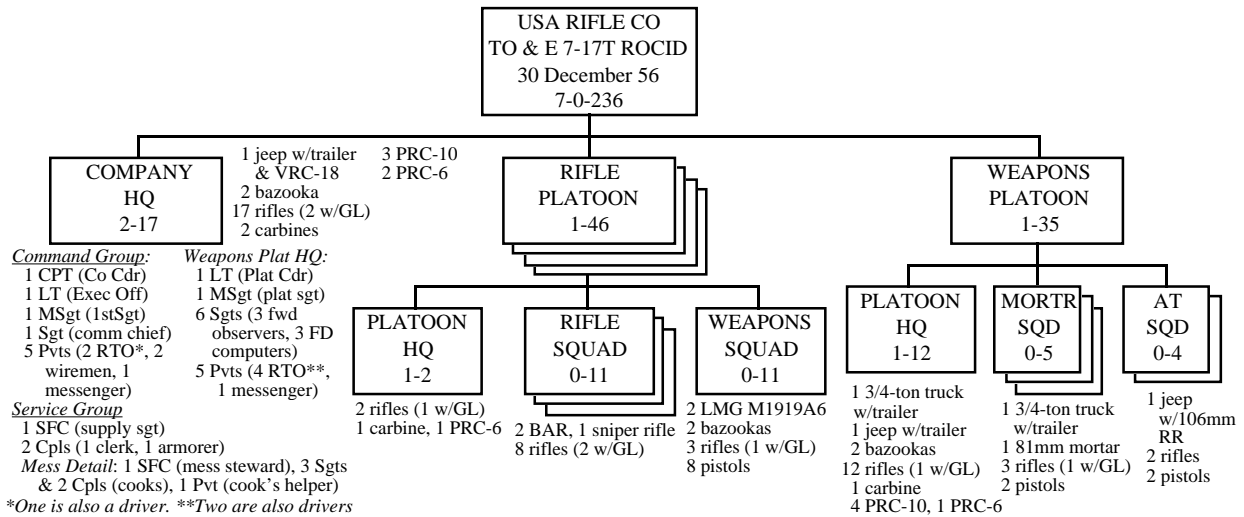 USA RIFLE CO
TO & E 7-17T ROCID
30 December 56
7-0-236
COMPANY
HQ
2-17
1 jeep w/trailer
& VRC-18
2 bazooka
17 rifles (2 w/GL)
2 carbines
3 PRC-10
2 PRC-6
RIFLE
PLATOON
1-46
WEAPONS
PLATOON
1-35
Command Group:
1 CPT (Co Cdr)
1 LT (Exec Off)
1 MSgt (1stSgt)
1 Sgt (comm chief)
5 Pvts (2 RTO*, 2
wiremen, 1
messenger)
Service Group
1 SFC (supply sgt)
2 Cpls (1 clerk, 1 armorer)
Mess Detail: 1 SFC (mess steward), 3 Sgts
& 2 Cpls (cooks), 1 Pvt (cook's helper)
*One is also a driver. **Two are also drivers
Weapons Plat HQ:
1 LT (Plat Cdr)
1 MSgt (plat sgt)
6 Sgts (3 fwd
observers, 3 FD
computers)
5 Pvts (4 RTO**,
1 messenger)
PLATOON
HQ
1-2
2 rifles (1 w/GL)
1 carbine, 1 PRC-6
RIFLE
SQUAD
0-11
2 BAR, 1 sniper rifle
8 rifles (2 w/GL)
WEAPONS
SQUAD
0-11
2 LMG M1919A6
2 bazookas
3 rifles (1 w/GL)
8 pistols
PLATOON
HQ
1-12
1 3/4-ton truck
w/trailer
1 jeep w/trailer
2 bazookas
12 rifles (1 w/GL)
1 carbine
4 PRC-10, 1 PRC-6
MORTR
SQD
0-5
1 3/4-ton truck
w/trailer
1 81mm mortar
3 rifles (1 w/GL)
2 pistols
AT
SQD
0-4
1 jeep
w/106mm
RR
2 rifles
2 pistols